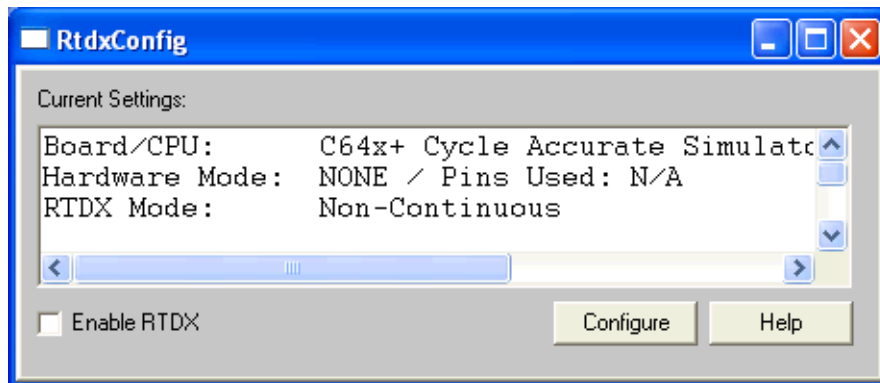 RtdxConfig
Current Settings:
Board/CPU: C64x+ Cycle Accurate Simulatc
Hardware Mode: NONE / Pins Used: N/A
RTDX Mode: Non-Continuous
Enable RTDX
Configure
Help